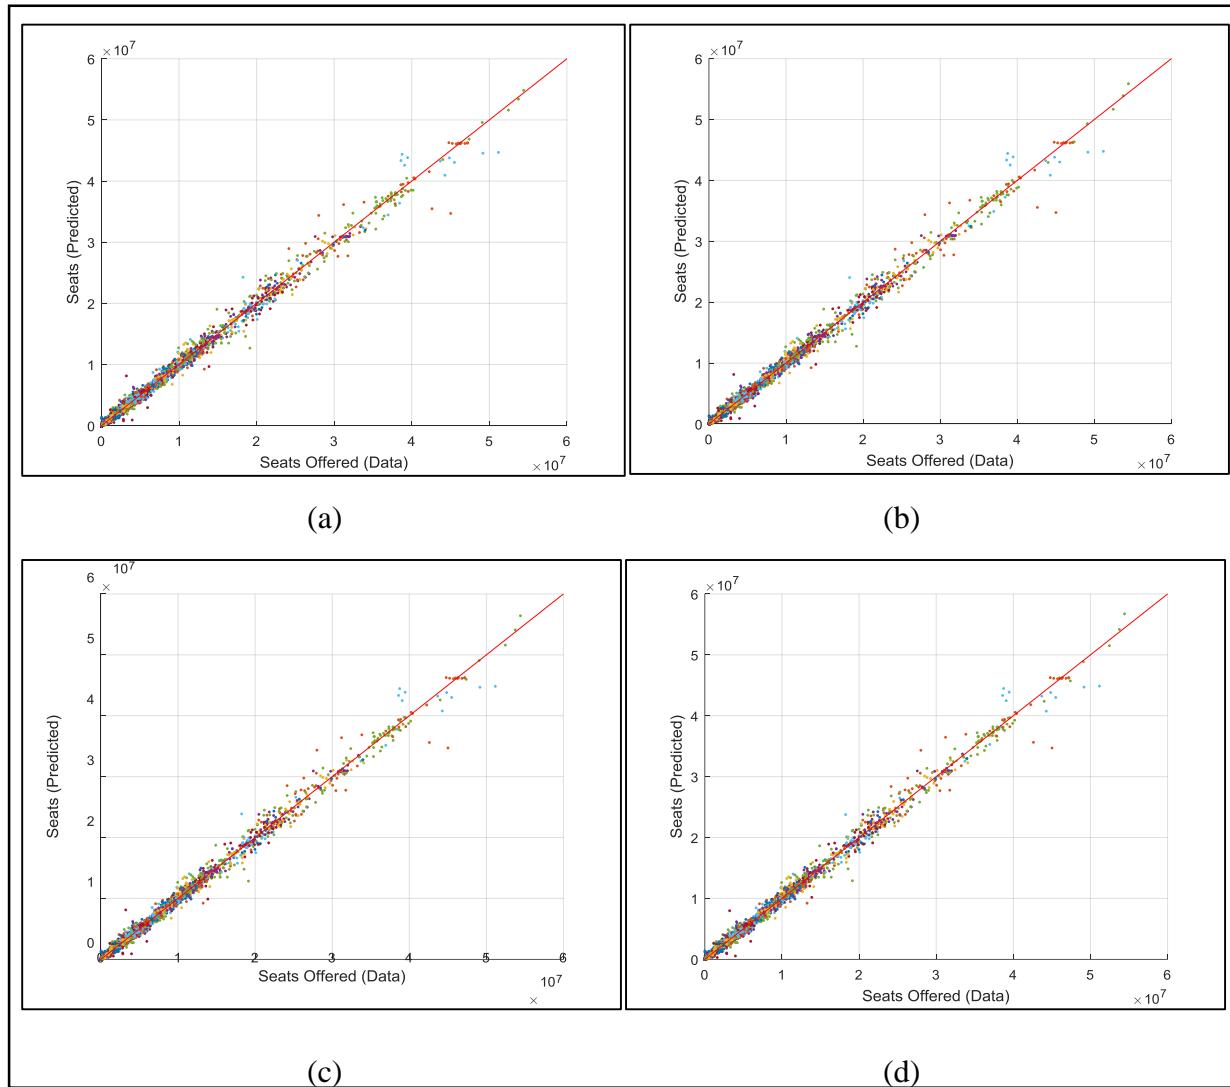 × 10⁷
6
5
4
3
2
1
0
Seats (Predicted)
0 1 2 3 4 5 6
Seats Offered (Data)
× 10⁷
(a)
× 10⁷
6
5
4
3
2
1
0
Seats (Predicted)
0 1 2 3 4 5 6
Seats Offered (Data)
× 10⁷
(b)
6 10⁷
×
5
4
3
2
1
0
Seats (Predicted)
0 1 2 3 4 5 6
Seats Offered (Data)
10⁷
×
(c)
× 10⁷
6
5
4
3
2
1
0
Seats (Predicted)
0 1 2 3 4 5 6
Seats Offered (Data)
× 10⁷
(d)